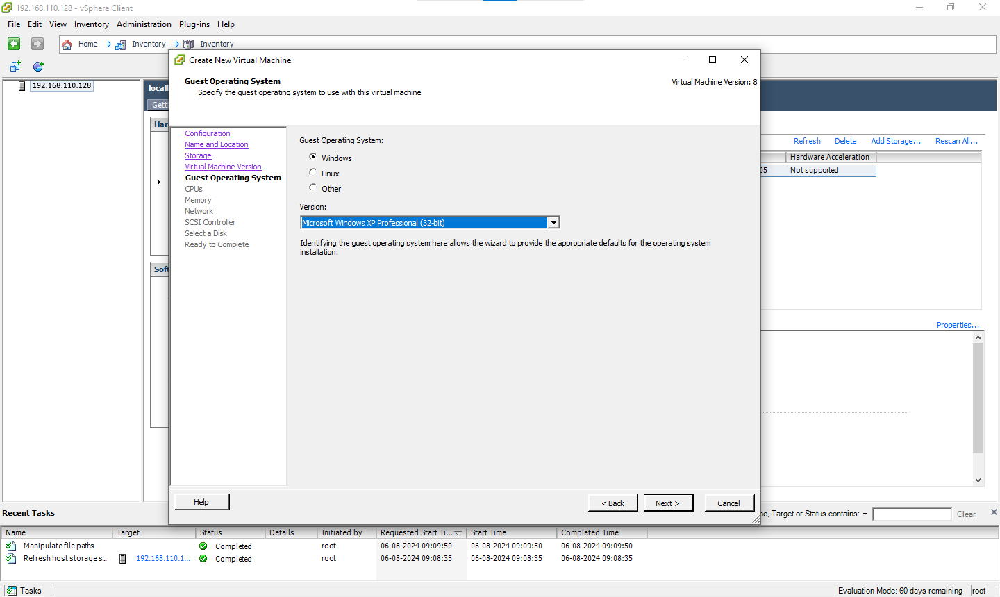 192.168.110.128 - vSphere Client
File Edit View Inventory Administration Plug-ins Help
Home Inventory Inventory
192.168.110.128
Create New Virtual Machine
Guest Operating System
Specify the guest operating system to use with this virtual machine
Virtual Machine Version: 8
Configuration
Name and Location
Storage
Virtual Machine Version
Guest Operating System
CPUs
Memory
Network
SCSI Controller
Select a Disk
Ready to Complete
Guest Operating System:
Windows
Linux
Other
Version:
Microsoft Windows XP Professional (32-bit)
Identifying the guest operating system here allows the wizard to provide the appropriate defaults for the operating system
installation.
Help < Back Next > Cancel
Refresh Delete Add Storage... Rescan All...
Hardware Acceleration
05 Not supported
Properties...
Recent Tasks
Target or Status contains: Clear
Name Target Status Details Initiated by Requested Start Ti... Start Time Completed Time
Manipulate file paths Completed root 06-08-2024 09:09:50 06-08-2024 09:09:50 06-08-2024 09:09:50
Refresh host storage s... 192.168.110.1... Completed root 06-08-2024 09:08:35 06-08-2024 09:08:35 06-08-2024 09:08:35
Tasks Evaluation Mode: 60 days remaining root